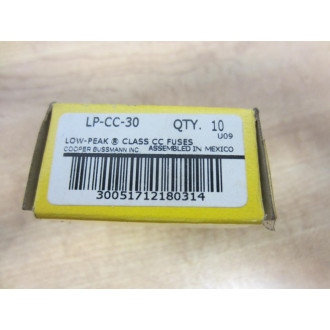 LP-CC-30 QTY. 10
U09
LOW-PEAK ® CLASS CC FUSES
COOPER BUSSMANN INC ASSEMBLED IN MEXICO
30051712180314